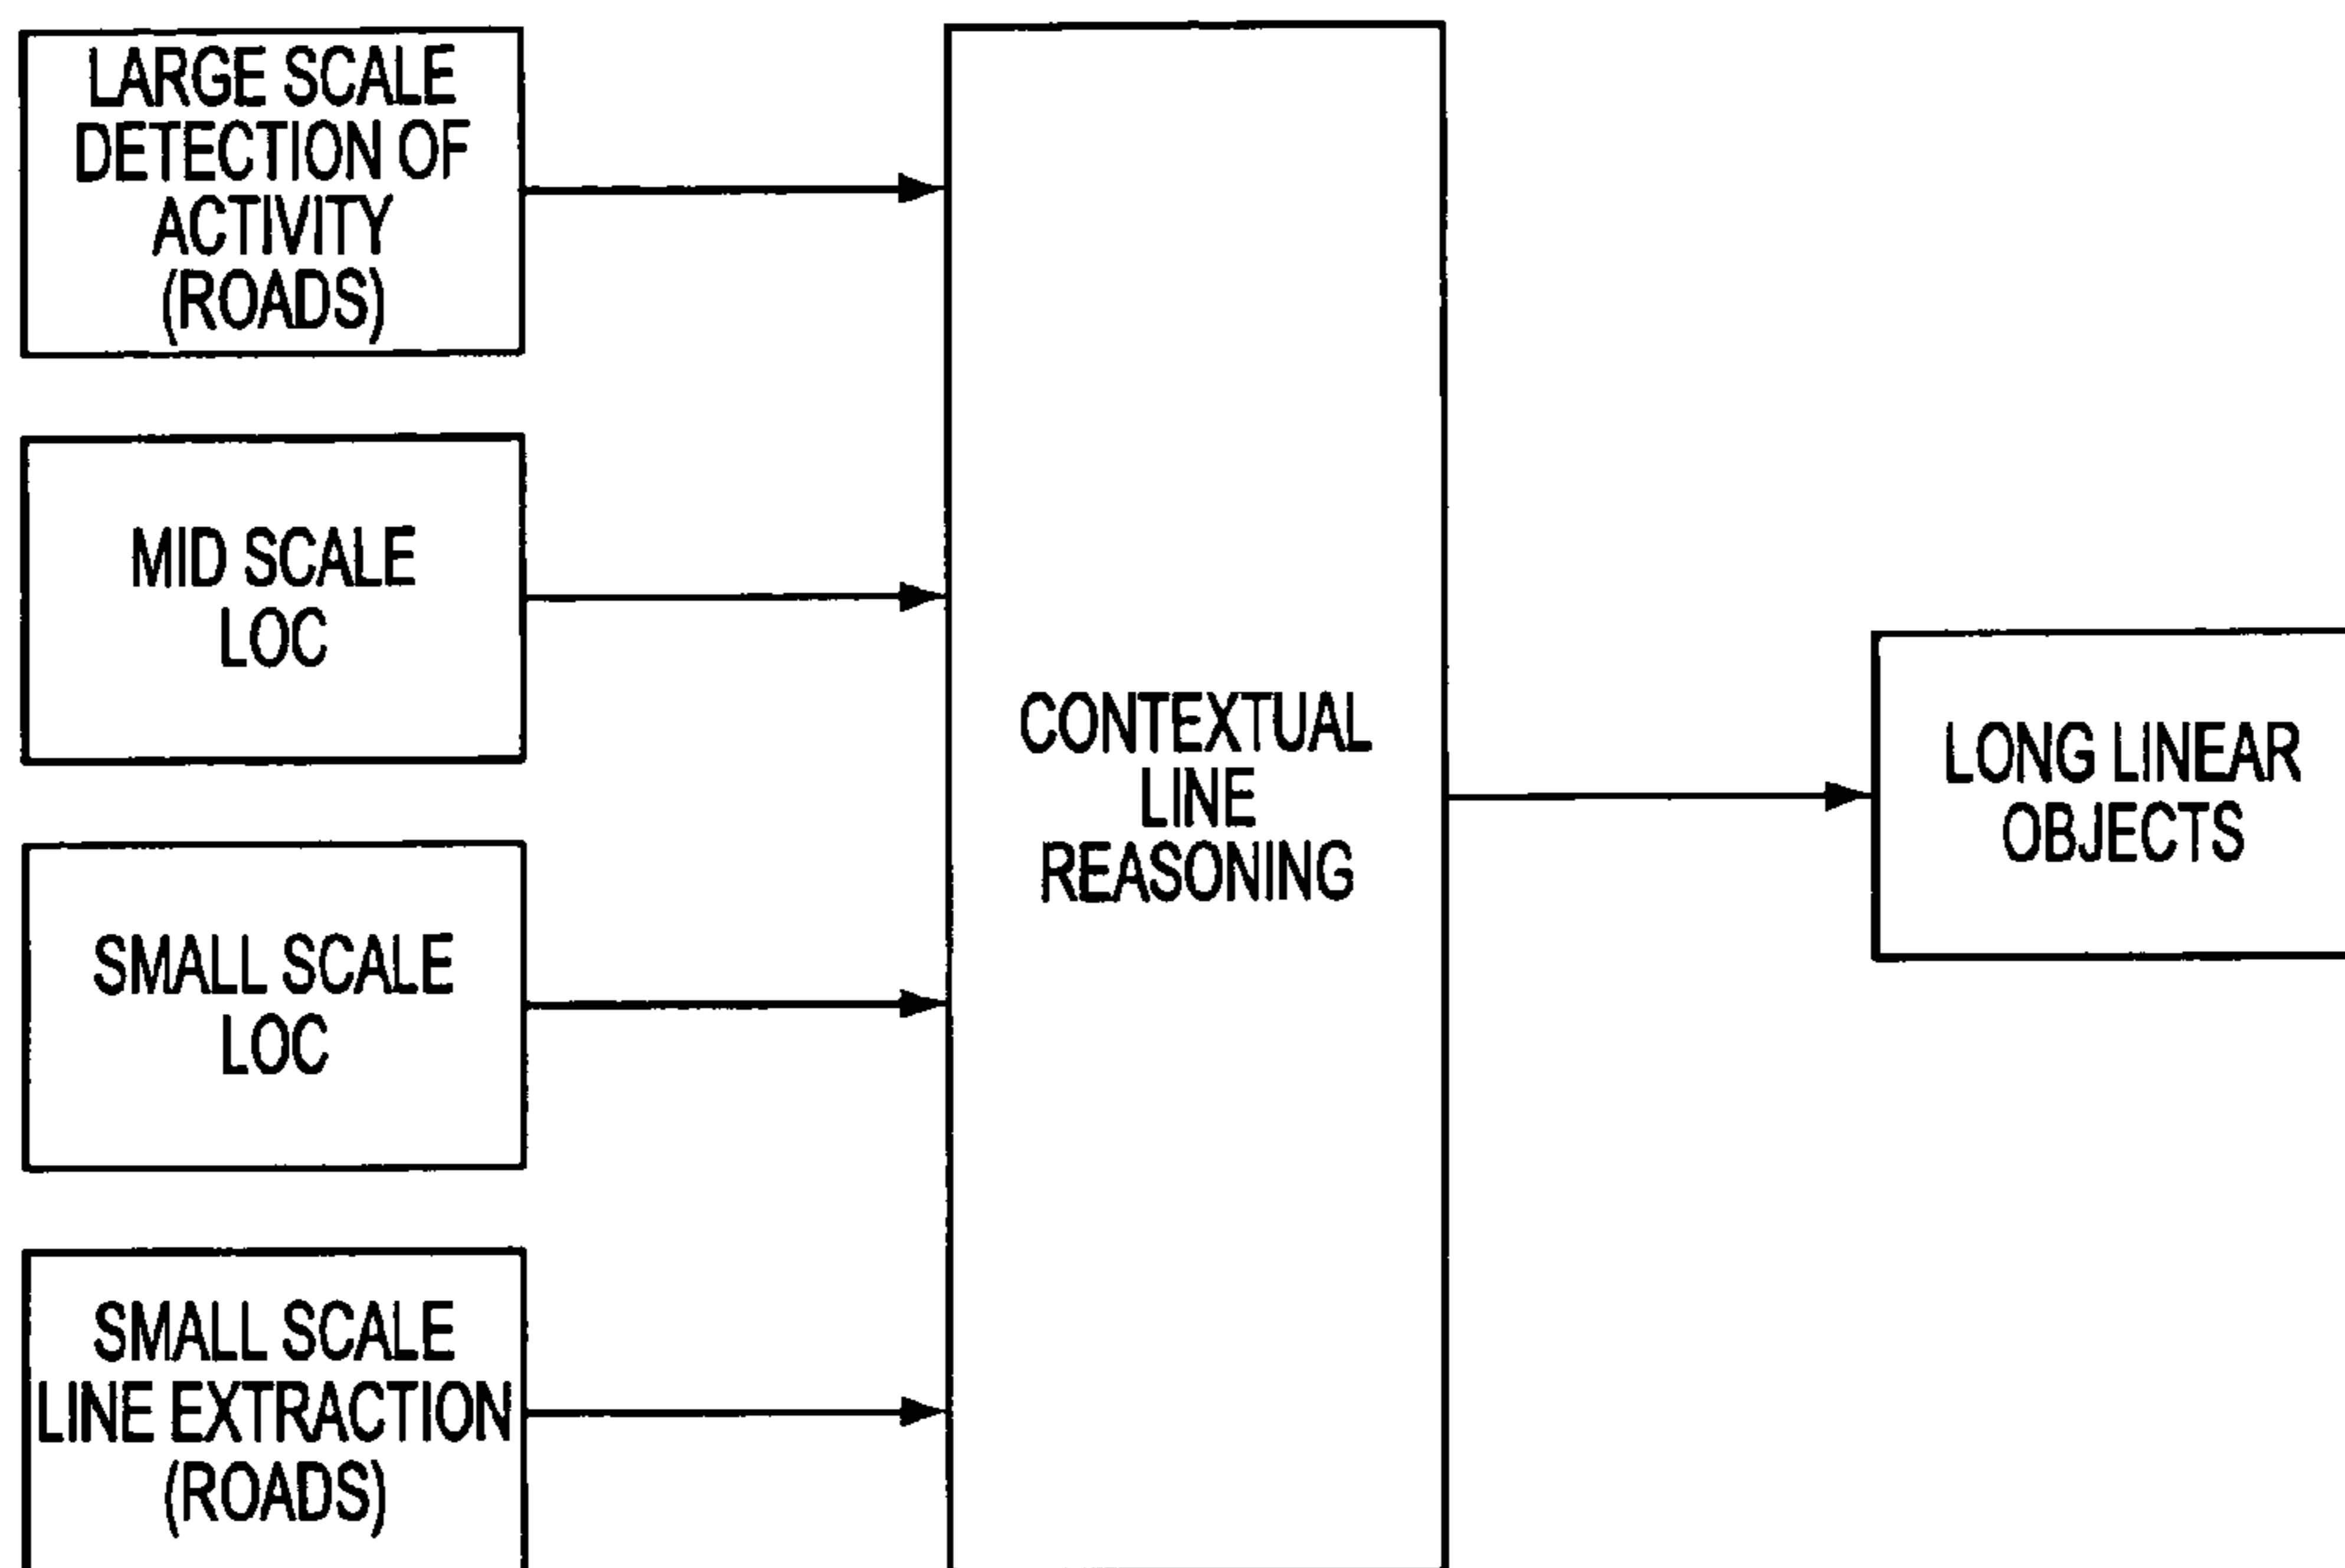 LARGE SCALE
DETECTION OF
ACTIVITY
(ROADS)
MID SCALE
LOC
SMALL SCALE
LOC
SMALL SCALE
LINE EXTRACTION
(ROADS)
CONTEXTUAL
LINE
REASONING
LONG LINEAR
OBJECTS